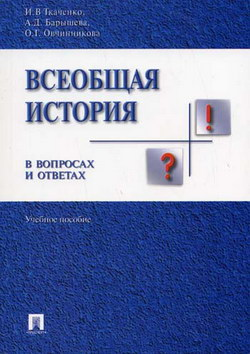 И.В Ткаченко
А.Д. Барышева
О.Г. Овчинникова
ВСЕОБЩАЯ
ИСТОРИЯ
!
?
В ВОПРОСАХ
И ОТВЕТАХ
Учебное пособие